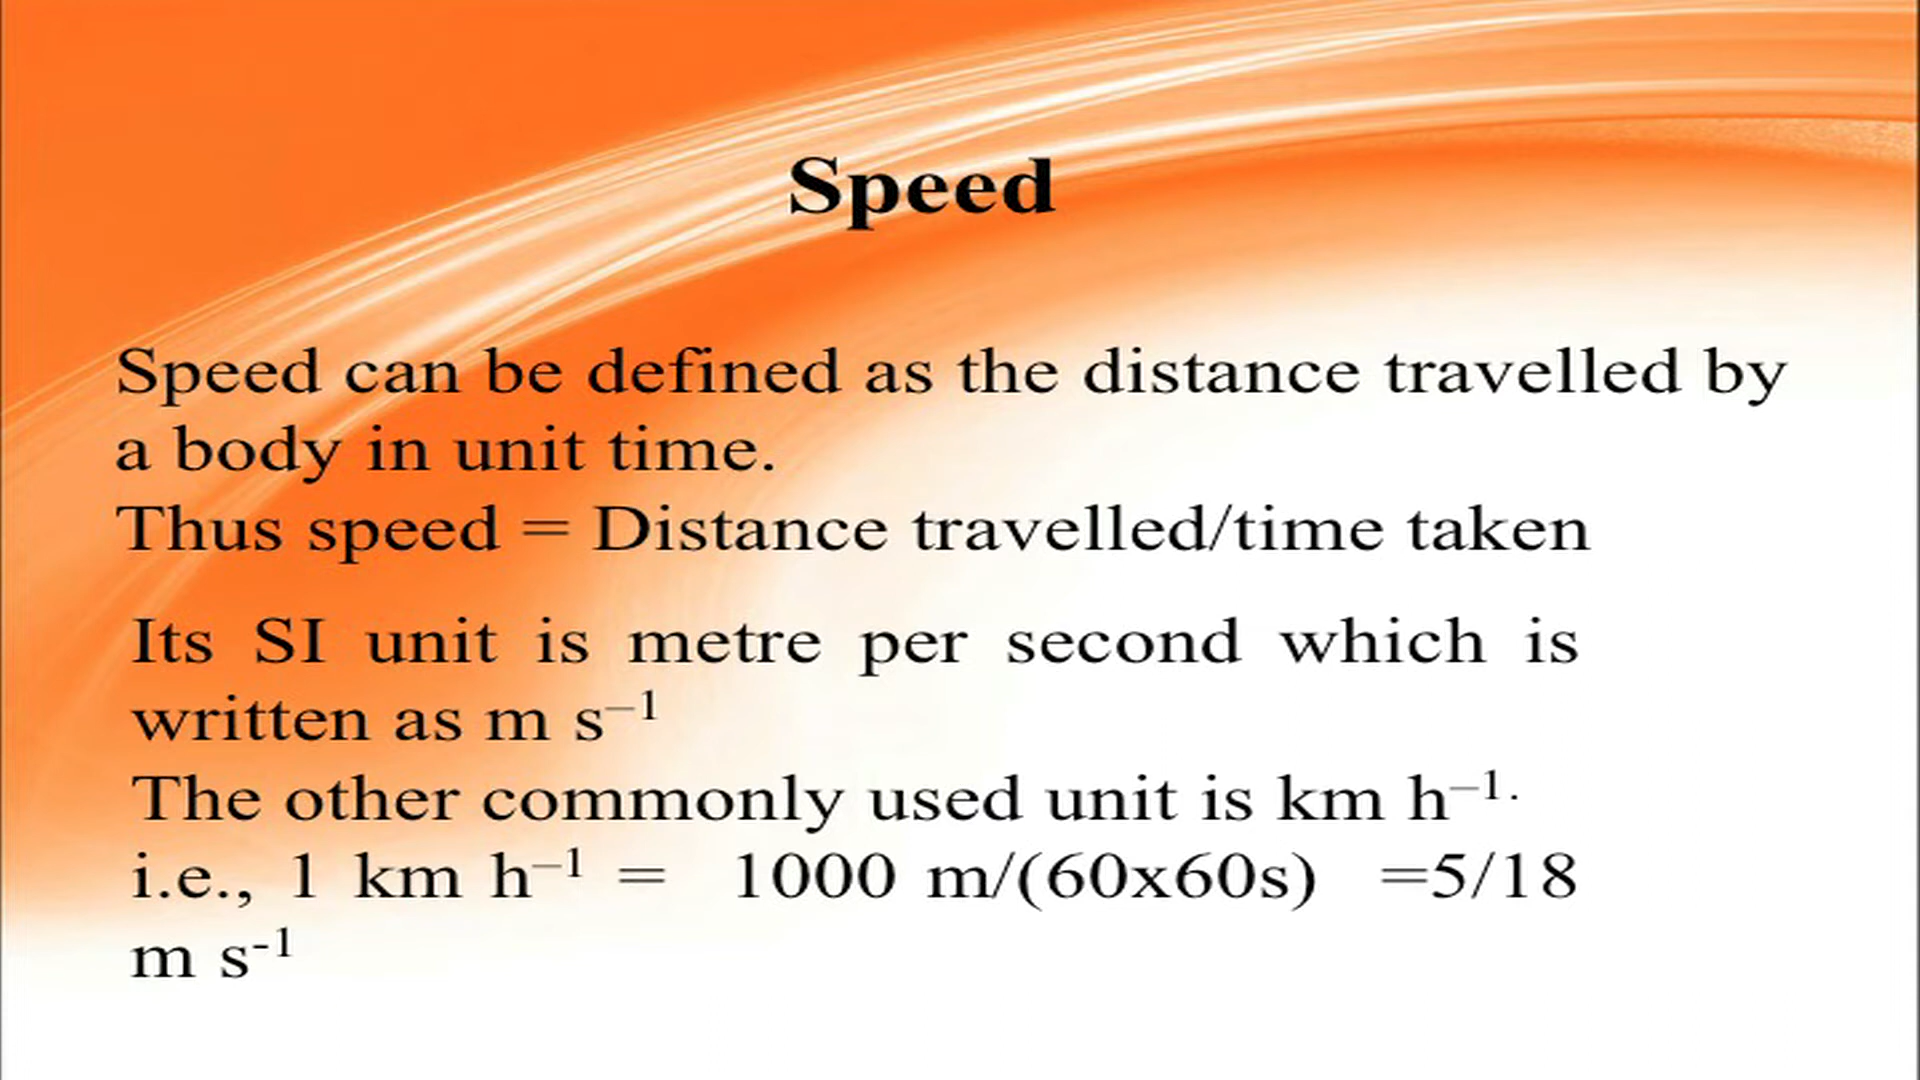 Speed
Speed can be defined as the distance travelled by
a body in unit time.
Thus speed = Distance travelled/time taken
Its SI unit is metre per second which is
written as m s⁻¹
The other commonly used unit is km h⁻¹·
i.e., 1 km h⁻¹ = 1000 m/(60x60s) =5/18
m s⁻¹